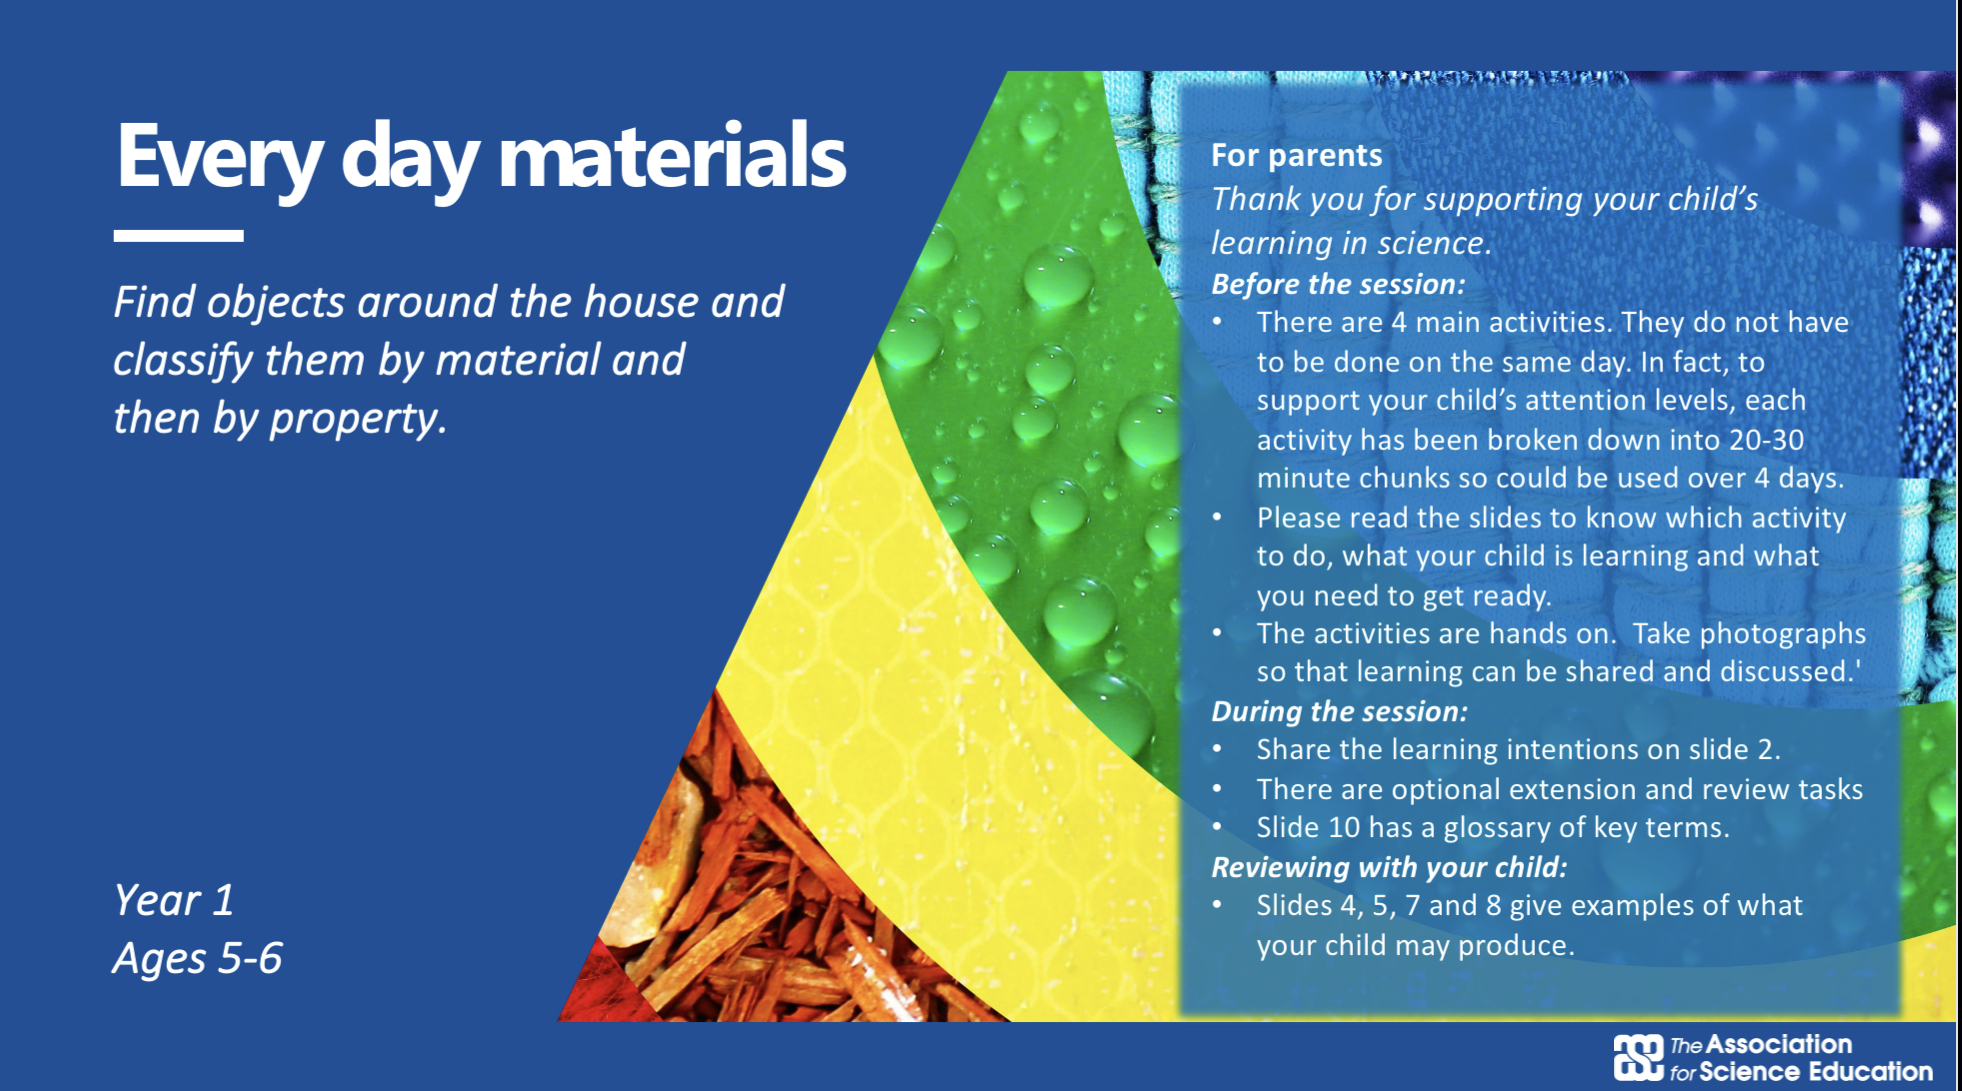 Every day materials
Find objects around the house and
classify them by material and
then by property.
Year 1
Ages 5-6
For parents
Thank you for supporting your child’s
learning in science.
Before the session:
• There are 4 main activities. They do not have
to be done on the same day. In fact, to
support your child’s attention levels, each
activity has been broken down into 20-30
minute chunks so could be used over 4 days.
• Please read the slides to know which activity
to do, what your child is learning and what
you need to get ready.
• The activities are hands on.  Take photographs
so that learning can be shared and discussed.'
During the session:
• Share the learning intentions on slide 2.
• There are optional extension and review tasks
• Slide 10 has a glossary of key terms.
Reviewing with your child:
• Slides 4, 5, 7 and 8 give examples of what
your child may produce.
ase
The Association
for Science Education